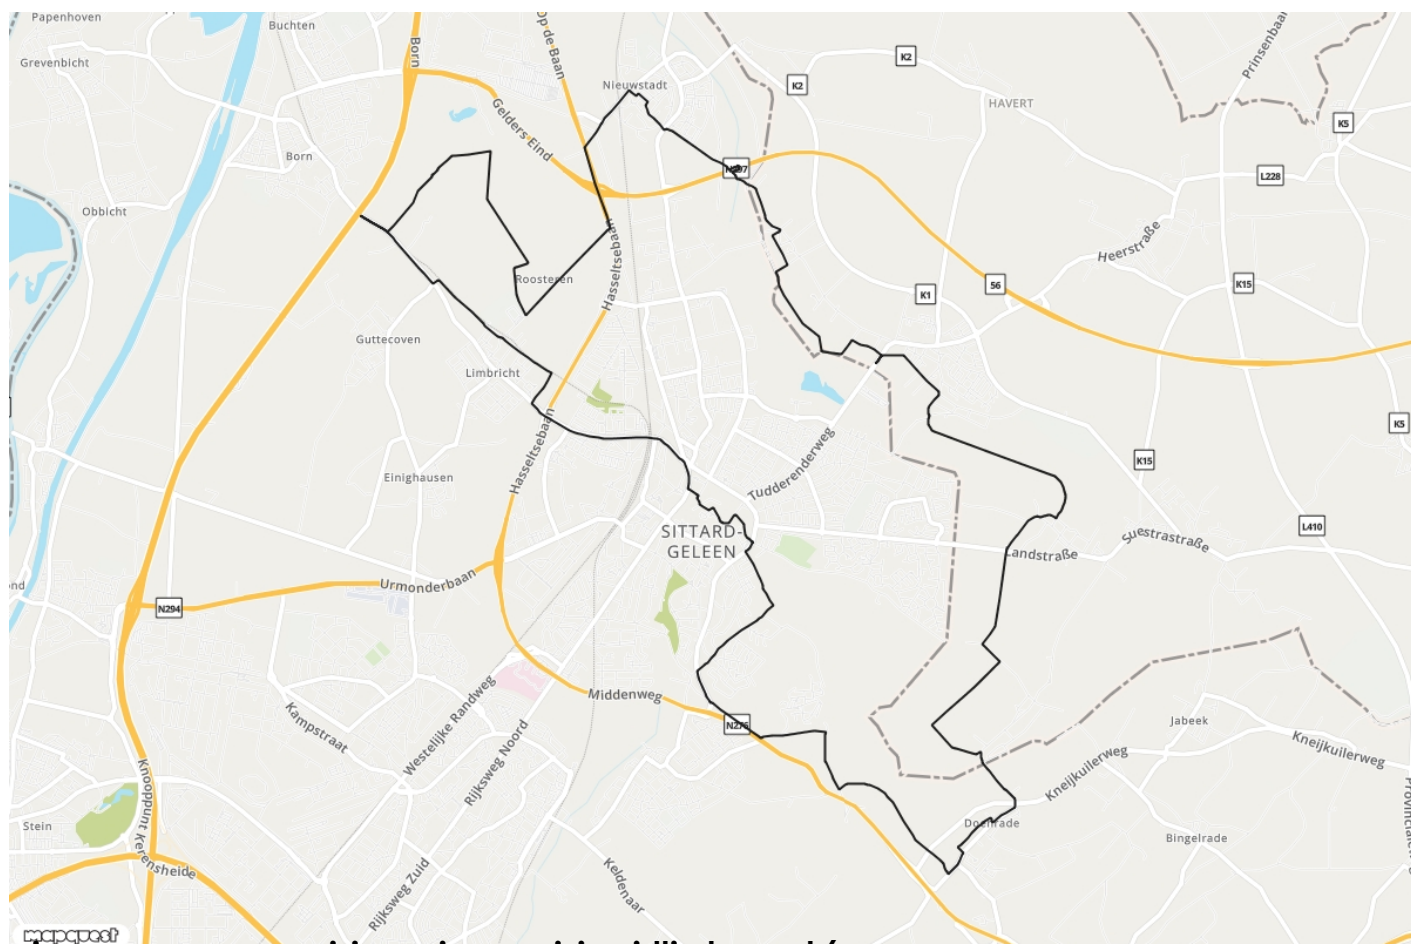 Papenhoven
Buchten
Born
Op de Baan
Prinsenbaan
Grevenbicht
K2
Nieuwstadt
K2
HAVERT
Gelders Eind
K5
Born
N297
L228
Obbicht
Heerstraße
Hasseltsebaan
Roosteren
56
K15
K1
Guttecoven
Limbricht
K5
Hasseltsebaan
Tudderenderweg
K15
Einighausen
SITTARD-
GELEEN
L410
Suestrastraße
Landstraße
Urmonderbaan
N294
Westelijke Randweg
Middenweg
Kampstraat
N276
Jabeek
Rijksweg Noord
Kneijkuilerweg
Kneijkuilerweg
Knooppunt Kerensheide
Stein
Doenrade
Bingelrade
Rijksweg Zuid
Keldenaar
mapquest